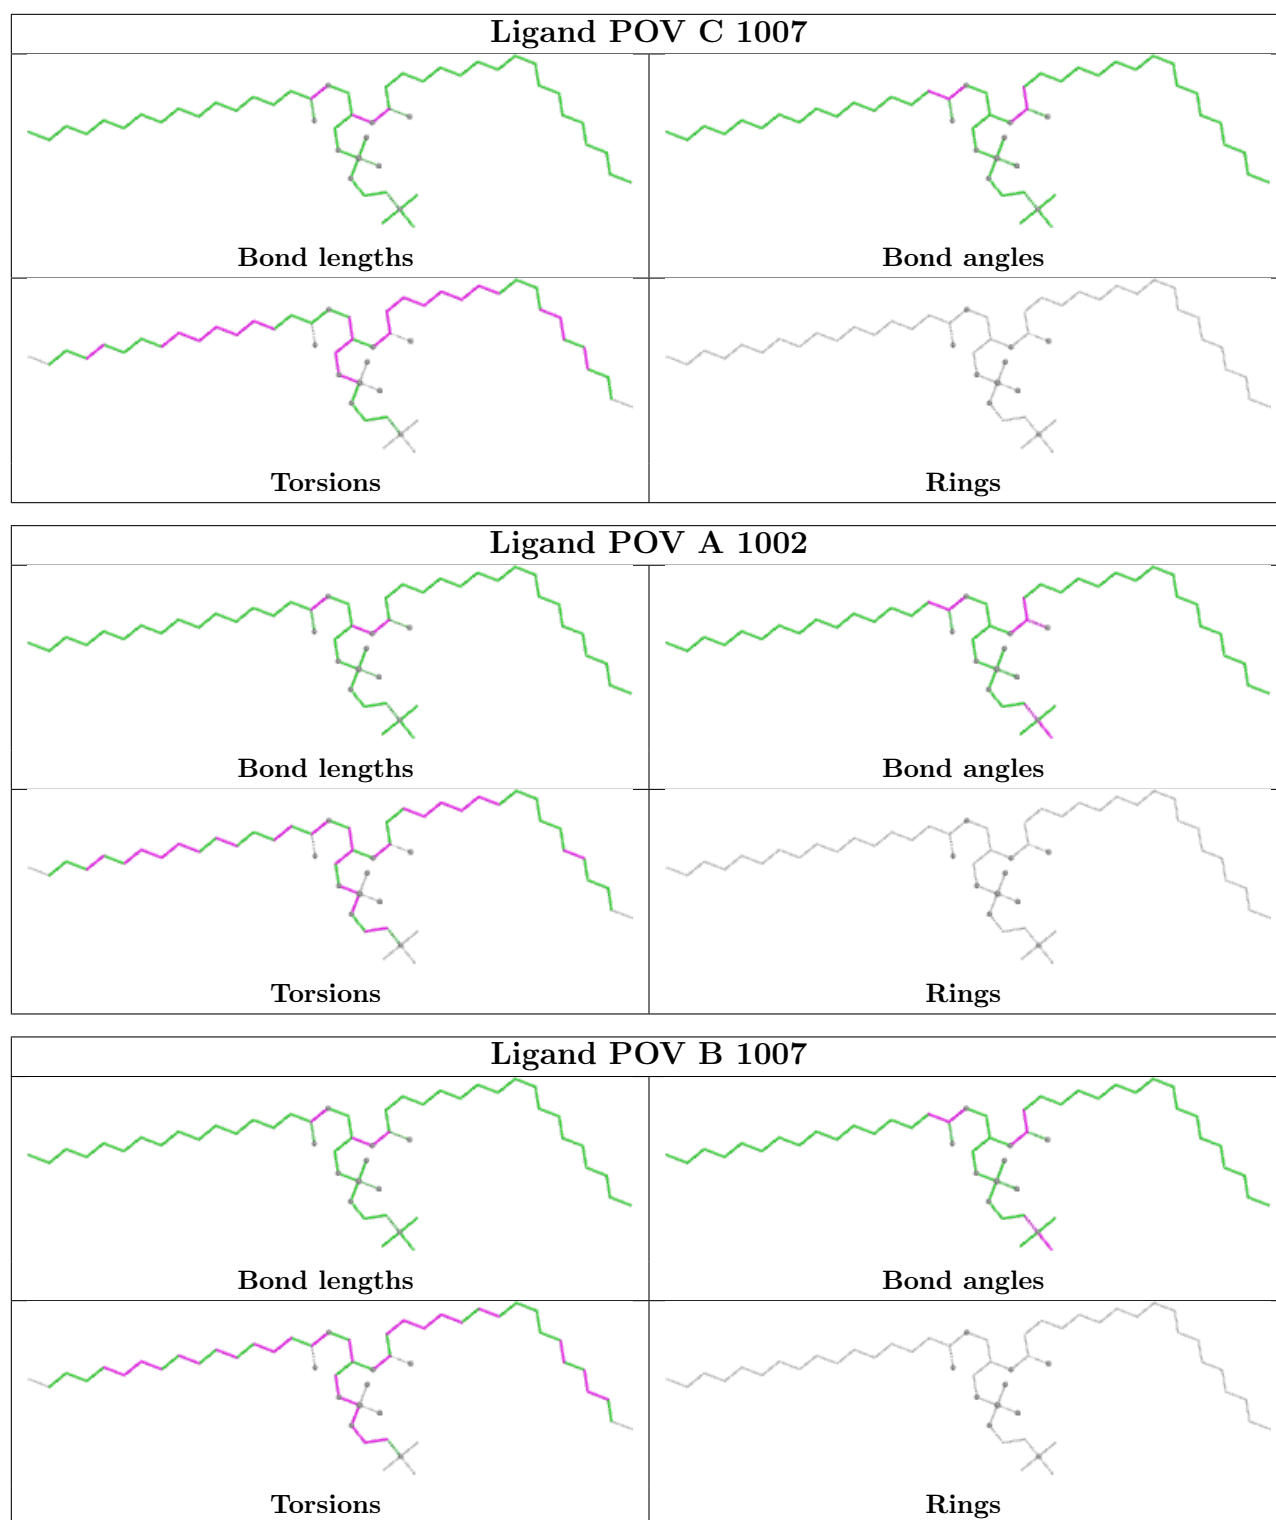 Ligand POV C 1007
Bond lengths
Bond angles
Torsions
Rings
Ligand POV A 1002
Bond lengths
Bond angles
Torsions
Rings
Ligand POV B 1007
Bond lengths
Bond angles
Torsions
Rings